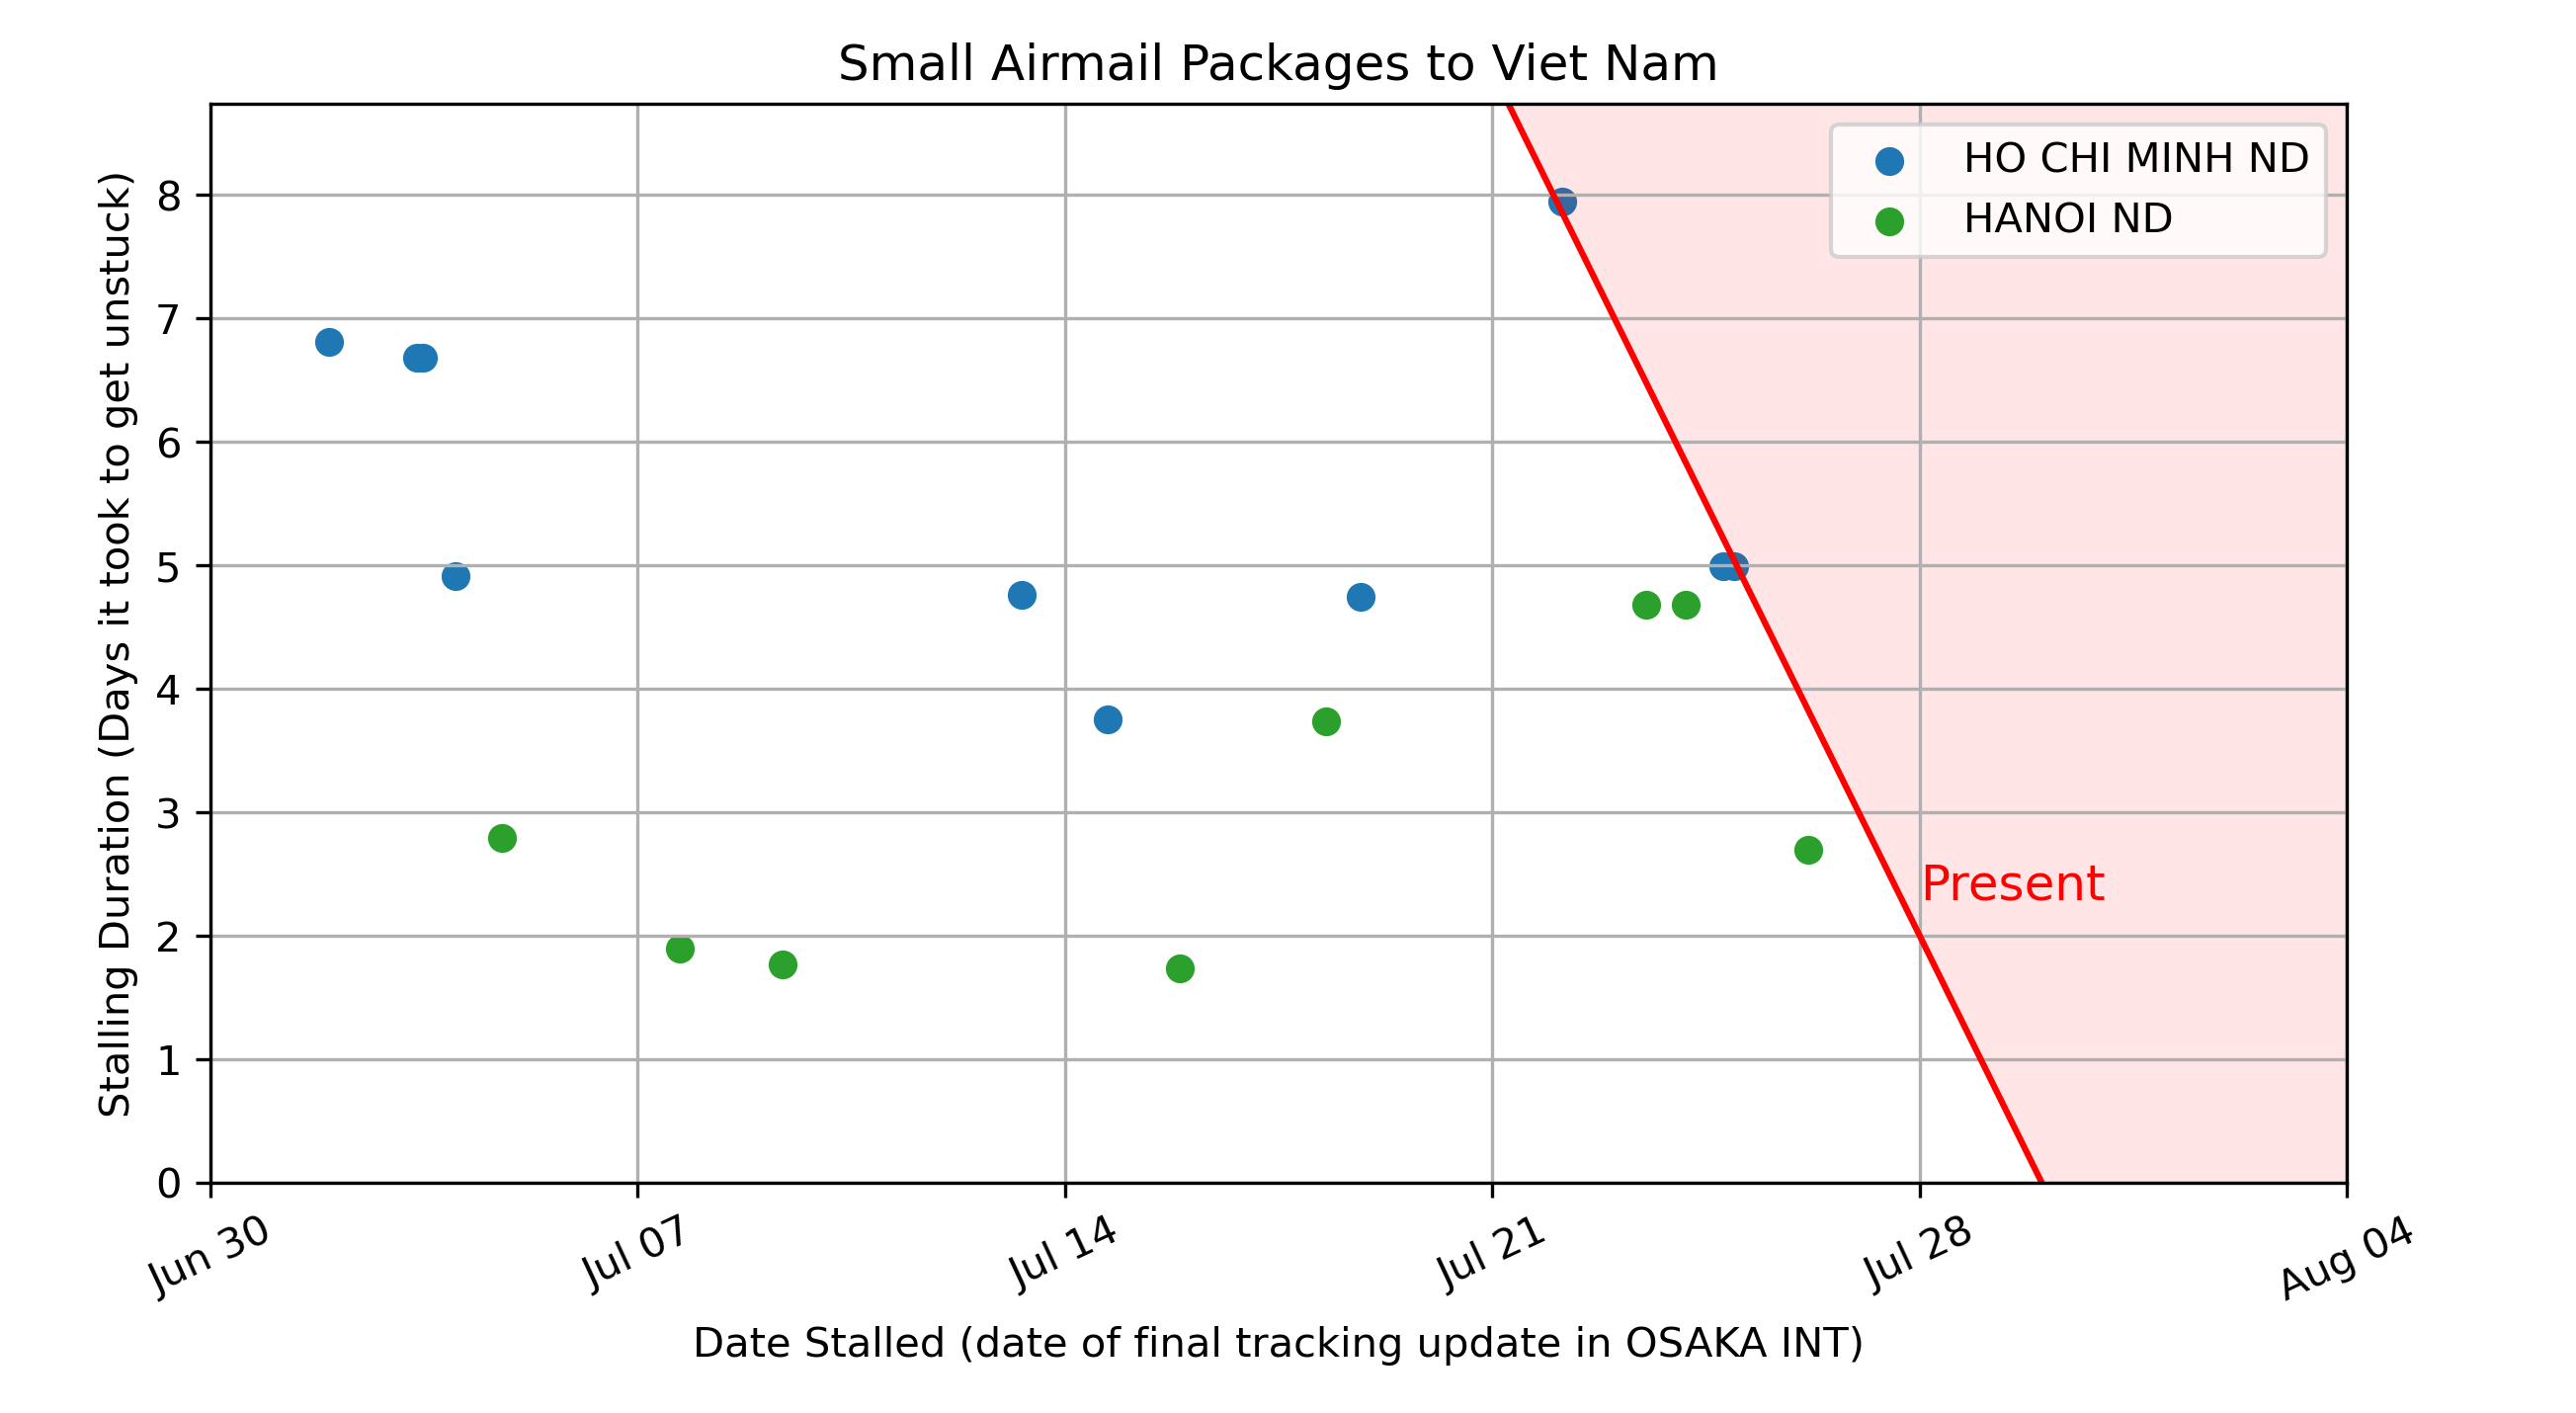 Small Airmail Packages to Viet Nam
HO CHI MINH ND
HANOI ND
Stalling Duration (Days it took to get unstuck)
8
7
6
5
4
3
2
1
0
Present
Jun 30
Jul 07
Jul 14
Jul 21
Jul 28
Aug 04
Date Stalled (date of final tracking update in OSAKA INT)